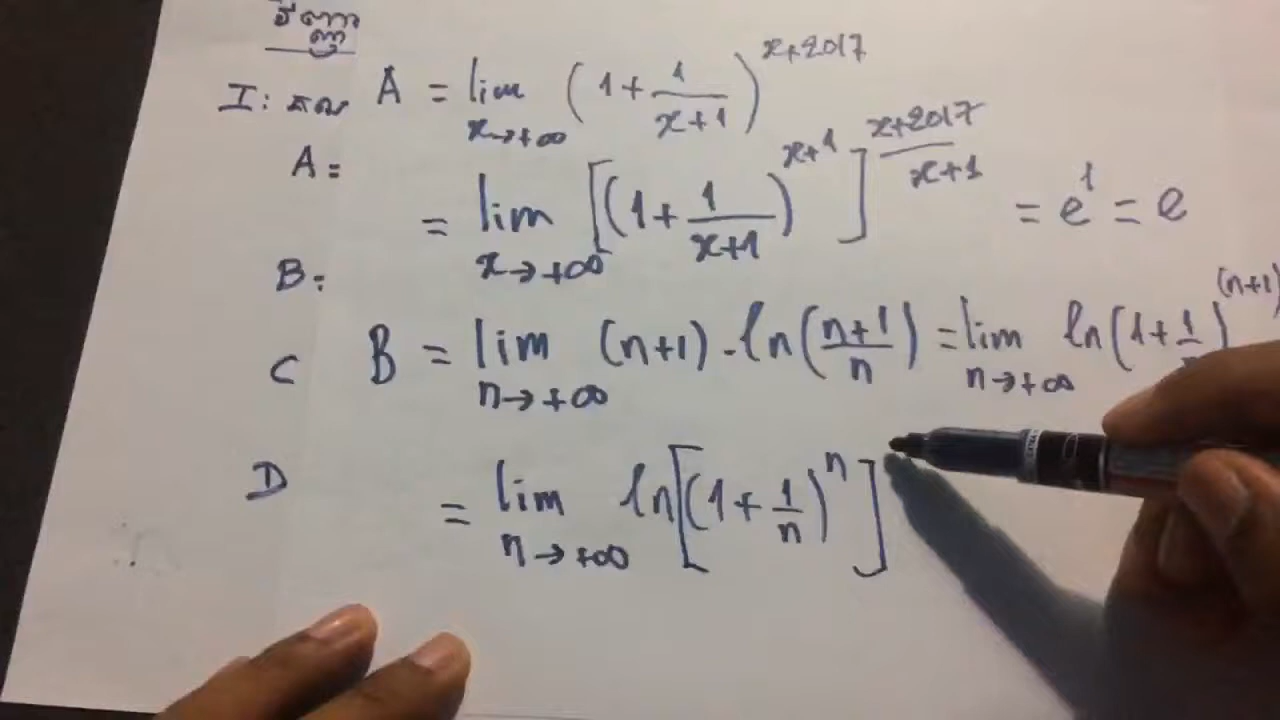 I: A = lim x→+∞ (1 + 1/(x+1))^(x+2017)
A: = lim x→+∞ [(1 + 1/(x+1))^(x+1)]^((x+2017)/(x+1)) = e^1 = e
B:
C B = lim n→+∞ (n+1) · ln((n+1)/n) = lim n→+∞ ln(1 + 1/n)^(n+1)
D = lim n→+∞ ln[(1 + 1/n)^n]